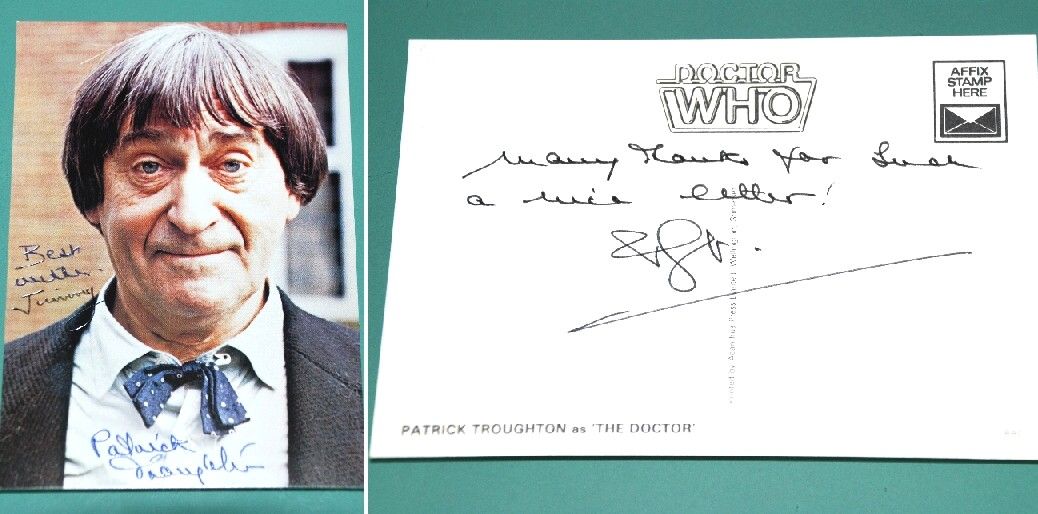 Best
wishes
Jimmy
Patrick
Troughton
DOCTOR
WHO
AFFIX
STAMP
HERE
Many thanks for such
a nice letter!
PATRICK TROUGHTON as 'THE DOCTOR'